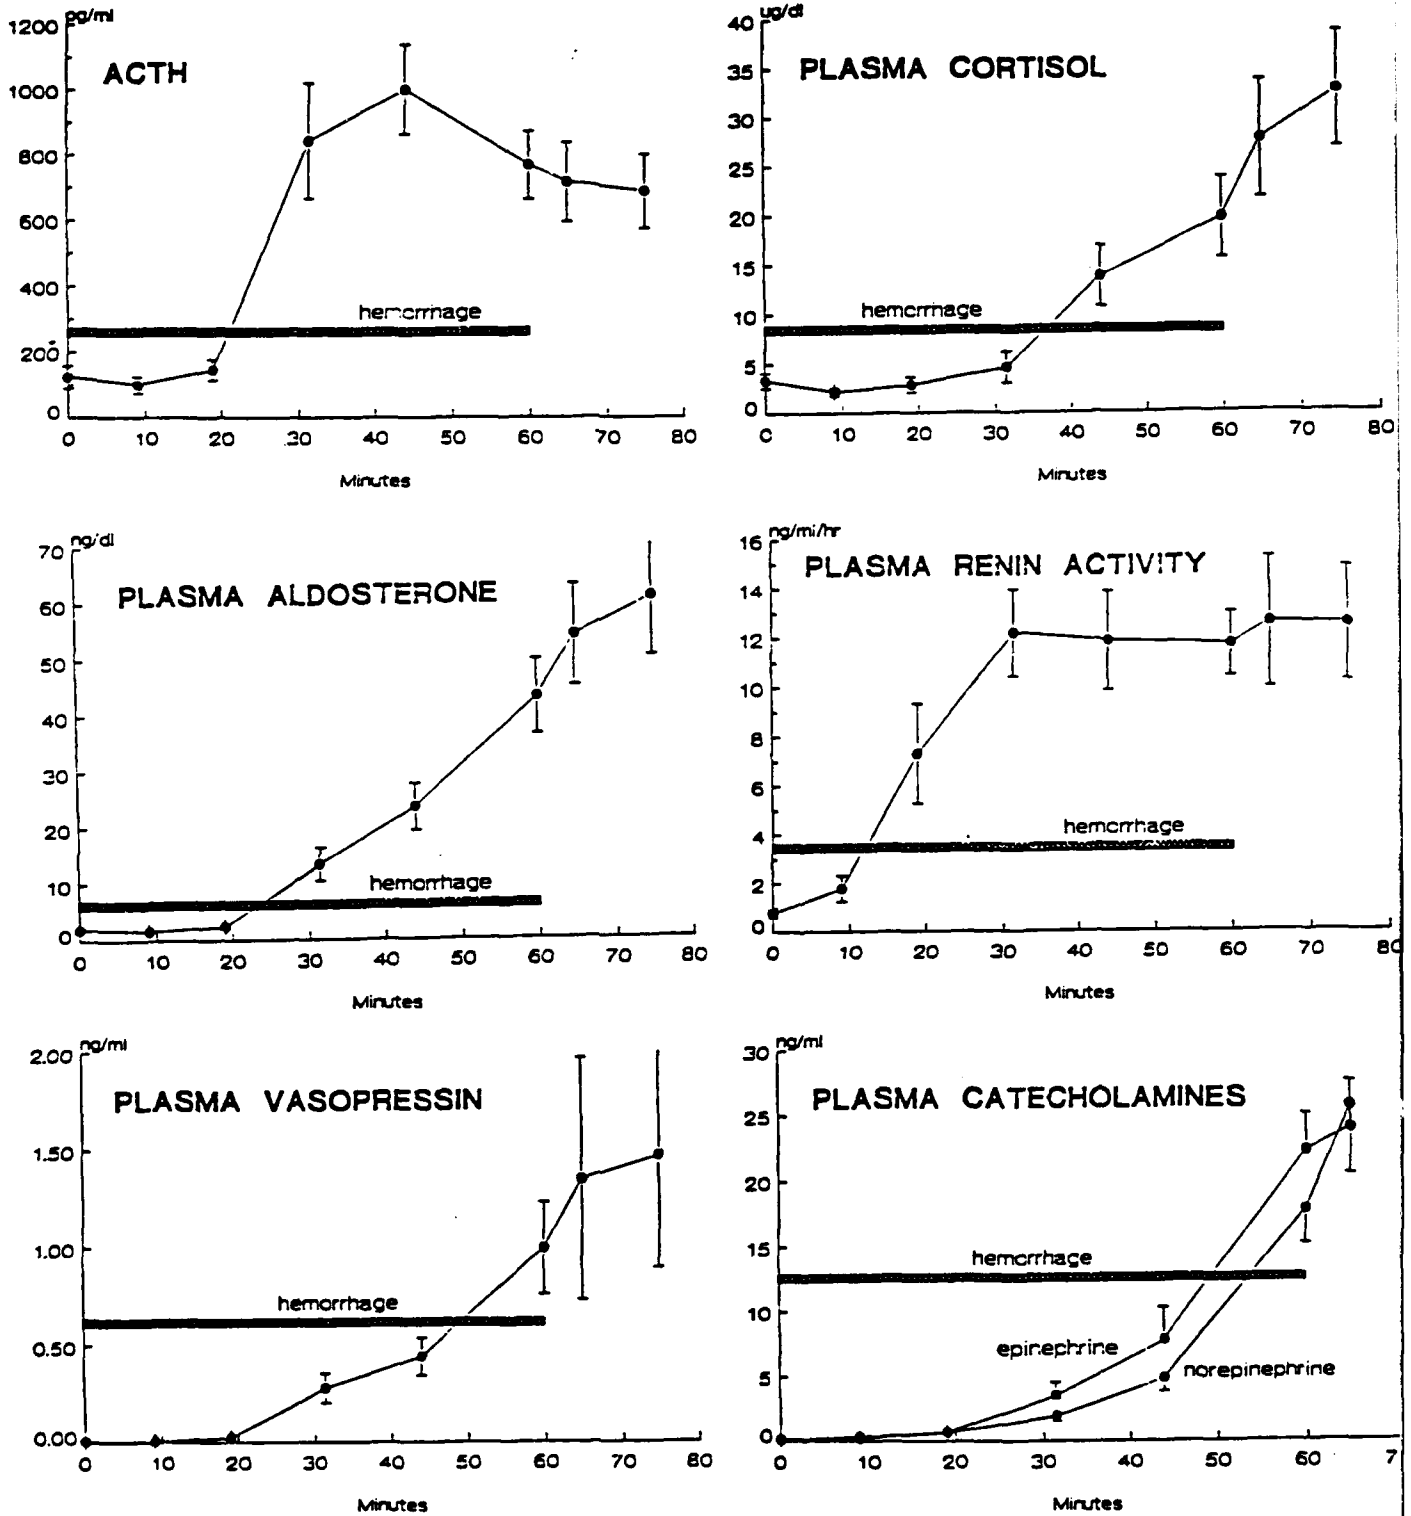 pg/ml
ACTH
1200
1000
800
600
400
200
0
hemorrhage
0 10 20 30 40 50 60 70 80
Minutes
ug/dl
PLASMA CORTISOL
40
35
30
25
20
15
10
5
0
hemorrhage
0 10 20 30 40 50 60 70 80
Minutes
ng/dl
PLASMA ALDOSTERONE
70
60
50
40
30
20
10
0
hemorrhage
0 10 20 30 40 50 60 70 80
Minutes
ng/ml/hr
PLASMA RENIN ACTIVITY
16
14
12
10
8
6
4
2
0
hemorrhage
0 10 20 30 40 50 60 70 80
Minutes
ng/ml
PLASMA VASOPRESSIN
2.00
1.50
1.00
0.50
0.00
hemorrhage
0 10 20 30 40 50 60 70 80
Minutes
ng/ml
PLASMA CATECHOLAMINES
30
25
20
15
10
5
0
hemorrhage
epinephrine
norepinephrine
0 10 20 30 40 50 60 7
Minutes